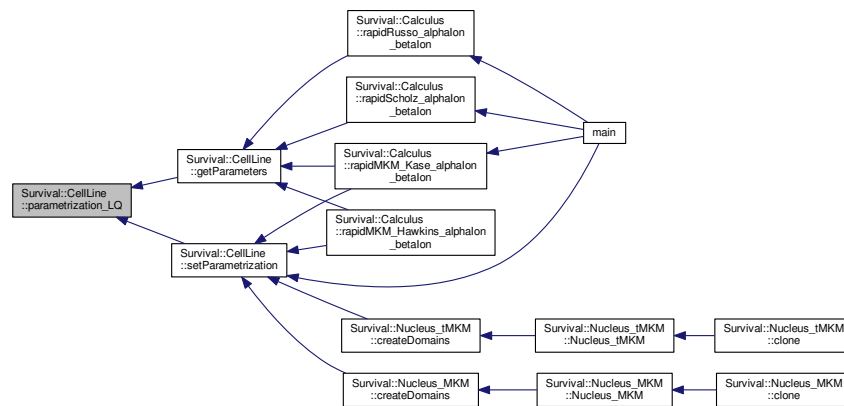 Survival::Calculus
::rapidRusso_alphaIon
_betaIon
Survival::Calculus
::rapidScholz_alphaIon
_betaIon
main
Survival::CellLine
::getParameters
Survival::Calculus
::rapidMKM_Kase_alphaIon
_betaIon
Survival::CellLine
::parametrization_LQ
Survival::Calculus
::rapidMKM_Hawkins_alphaIon
_betaIon
Survival::CellLine
::setParametrization
Survival::Nucleus_tMKM
::createDomains
Survival::Nucleus_tMKM
::Nucleus_tMKM
Survival::Nucleus_tMKM
::clone
Survival::Nucleus_MKM
::createDomains
Survival::Nucleus_MKM
::Nucleus_MKM
Survival::Nucleus_MKM
::clone